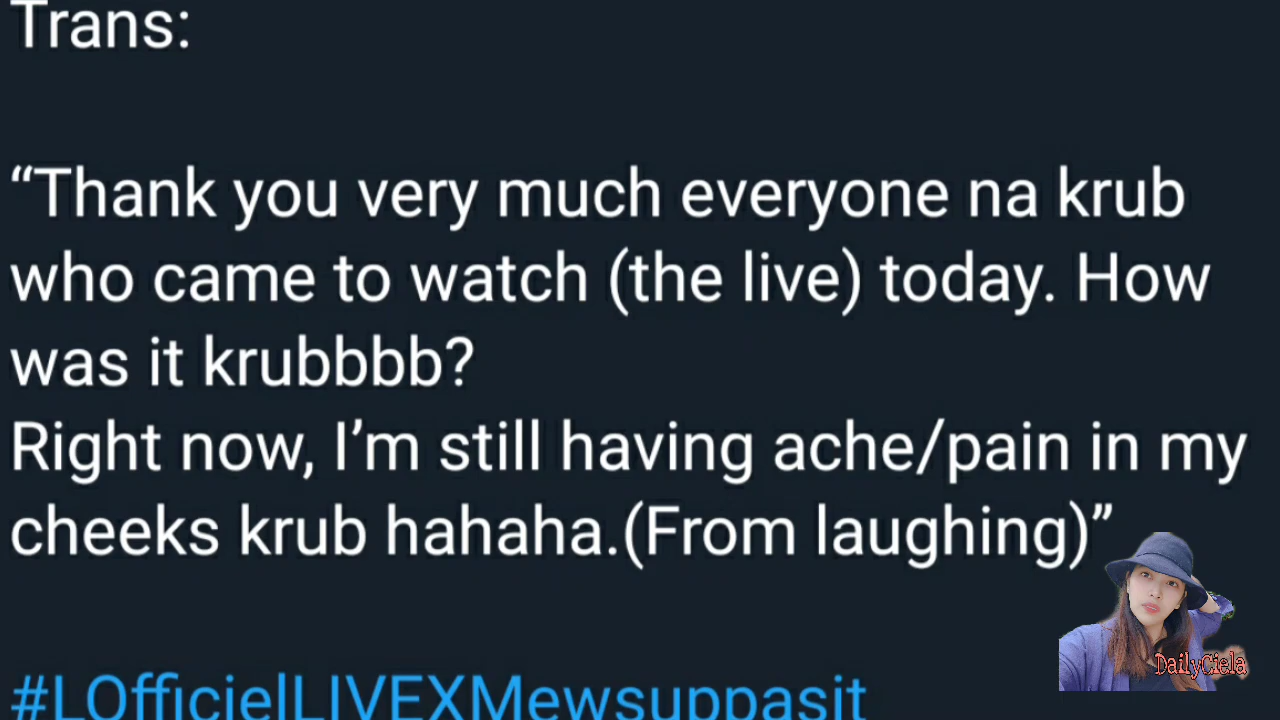 Trans:
“Thank you very much everyone na krub
who came to watch (the live) today. How
was it krubbbb?
Right now, I’m still having ache/pain in my
cheeks krub hahaha.(From laughing)”
DailyCiela
#LOfficielLIVEXMewsuppasit